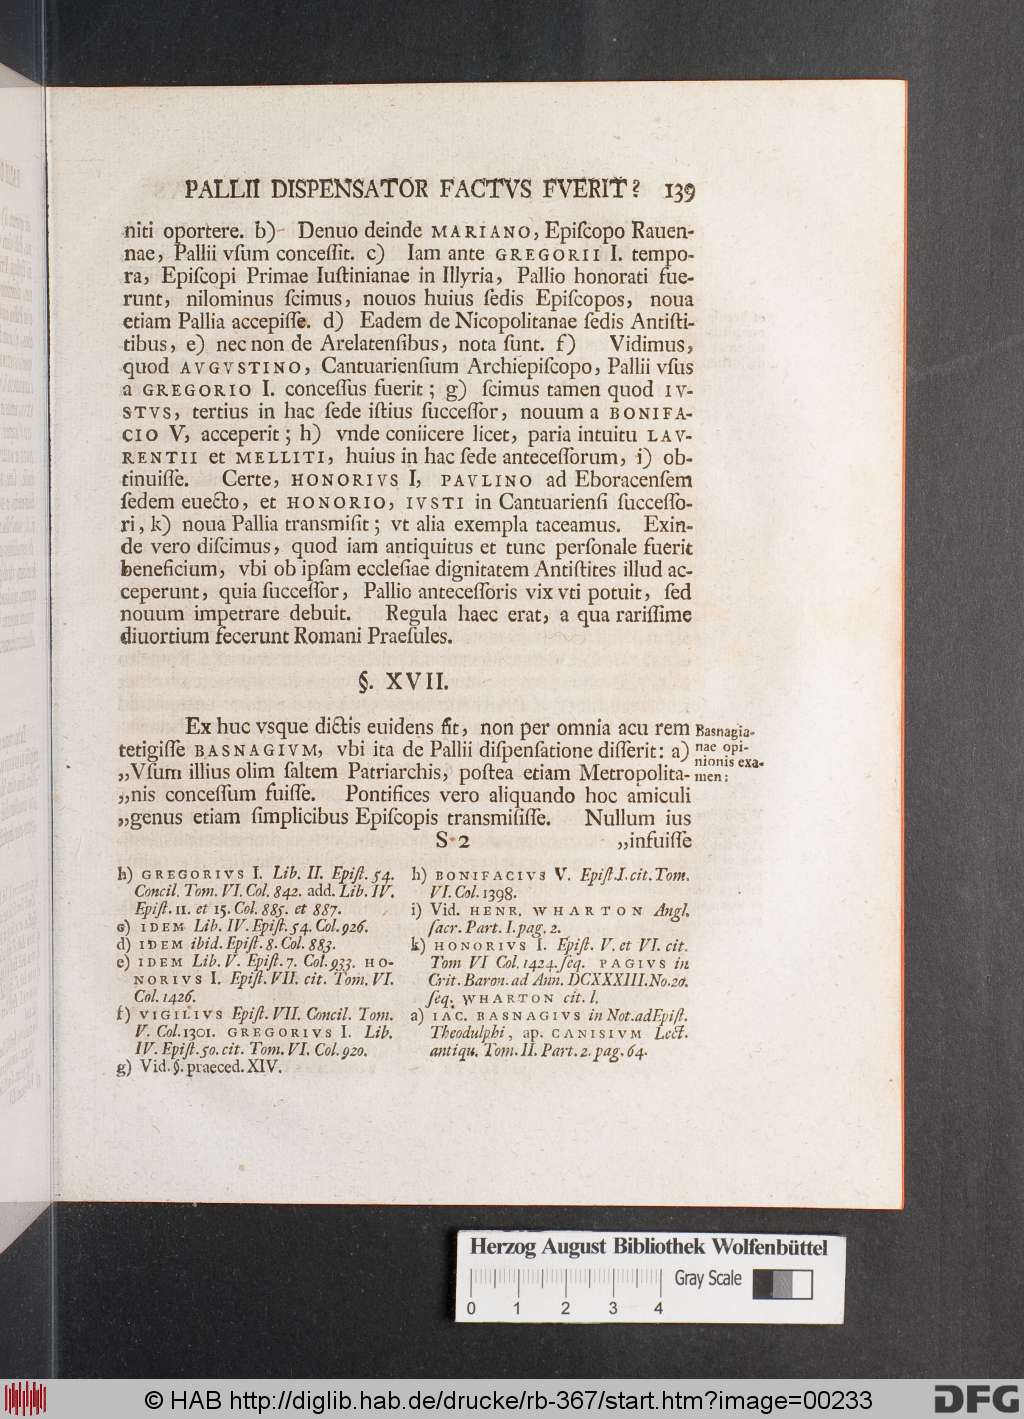 PALLII DISPENSATOR FACTVS FVERIT? 139
niti oportere. b) Denuo deinde MARIANO, Epiſcopo Rauen-
nae, Pallii vſum conceſſit. c) Iam ante GREGORII I. tempo-
ra, Epiſcopi Primae Iuſtinianae in Illyria, Pallio honorati fue-
runt, nilominus ſcimus, nouos huius ſedis Epiſcopos, noua
etiam Pallia accepiſſe. d) Eadem de Nicopolitanae ſedis Antiſti-
tibus, e) nec non de Arelatenſibus, nota ſunt. f) Vidimus,
quod AVGVSTINO, Cantuarienſium Archiepiſcopo, Pallii vſus
a GREGORIO I. conceſſus fuerit; g) ſcimus tamen quod IV-
STVS, tertius in hac ſede iſtius ſucceſſor, nouum a BONIFA-
CIO V, acceperit; h) vnde coniicere licet, paria intuitu LAV-
RENTII et MELLITI, huius in hac ſede anteceſſorum, i) ob-
tinuiſſe. Certe, HONORIVS I, PAVLINO ad Eboracenſem
ſedem euecto, et HONORIO, IVSTI in Cantuarienſi ſucceſſo-
ri, k) noua Pallia transmiſit; vt alia exempla taceamus. Exin-
de vero diſcimus, quod iam antiquitus et tunc perſonale fuerit
beneficium, vbi ob ipſam eccleſiae dignitatem Antiſtites illud ac-
ceperunt, quia ſucceſſor, Pallio anteceſſoris vix vti potuit, ſed
nouum impetrare debuit. Regula haec erat, a qua rariſſime
diuortium fecerunt Romani Praeſules.
§. XVII.
Ex huc vsque dictis euidens fit, non per omnia acu rem
tetigiſſe BASNAGIVM, vbi ita de Pallii diſpenſatione diſſerit: a)
„Vſum illius olim ſaltem Patriarchis, poſtea etiam Metropolita-
„nis conceſſum fuiſſe. Pontifices vero aliquando hoc amiculi
„genus etiam ſimplicibus Epiſcopis transmiſiſſe. Nullum ius
S 2 „infuiſſe
Basnagia-
nae opi-
nionis exa-
men:
h) GREGORIVS I. Lib. II. Epiſt. 54.
Concil. Tom. VI. Col. 842. add. Lib. IV.
Epiſt. 11. et 15. Col. 885. et 887.
c) IDEM Lib. IV. Epiſt. 54. Col. 926.
d) IDEM ibid. Epiſt. 8. Col. 883.
e) IDEM Lib. V. Epiſt. 7. Col. 933. HO-
NORIVS I. Epiſt. VII. cit. Tom. VI.
Col. 1426.
f) VIGILIVS Epiſt. VII. Concil. Tom.
V. Col. 1301. GREGORIVS I. Lib.
IV. Epiſt. 50. cit. Tom. VI. Col. 920.
g) Vid. §. praeced. XIV.
h) BONIFACIVS V. Epiſt. I. cit. Tom.
VI. Col. 1398.
i) Vid. HENR. WHARTON Angl.
ſacr. Part. I. pag. 2.
k) HONORIVS I. Epiſt. V. et VI. cit.
Tom VI Col. 1424. ſeq. PAGIVS in
Crit. Baron. ad Ann. DCXXXIII. No. 20.
ſeq. WHARTON cit. l.
a) IAC. BASNAGIVS in Not. ad Epiſt.
Theodulphi, ap. CANISIVM Lect.
antiqu. Tom. II. Part. 2. pag. 64.
Herzog August Bibliothek Wolfenbüttel
Gray Scale
0 1 2 3 4
© HAB http://diglib.hab.de/drucke/rb-367/start.htm?image=00233
DFG